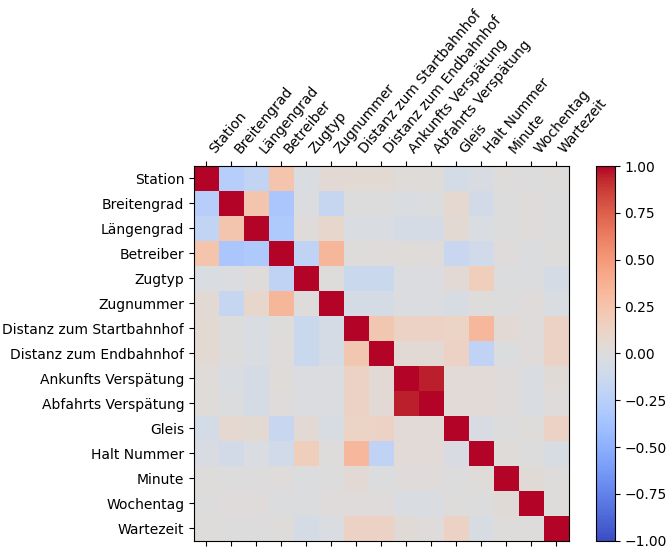 Station
Breitengrad
Längengrad
Betreiber
Zugtyp
Zugnummer
Distanz zum Startbahnhof
Distanz zum Endbahnhof
Ankunfts Verspätung
Abfahrts Verspätung
Gleis
Halt Nummer
Minute
Wochentag
Wartezeit
Station
Breitengrad
Längengrad
Betreiber
Zugtyp
Zugnummer
Distanz zum Startbahnhof
Distanz zum Endbahnhof
Ankunfts Verspätung
Abfahrts Verspätung
Gleis
Halt Nummer
Minute
Wochentag
Wartezeit
1.00
0.75
0.50
0.25
0.00
−0.25
−0.50
−0.75
−1.00